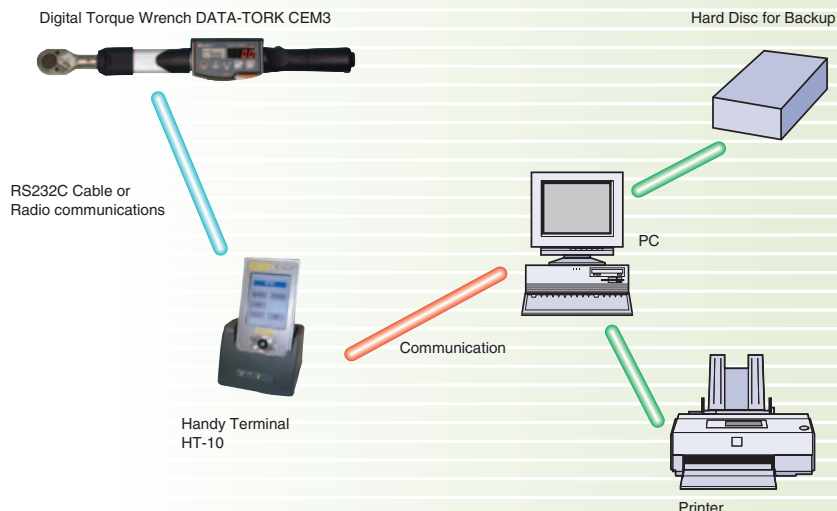 Digital Torque Wrench DATA-TORK CEM3
Hard Disc for Backup
RS232C Cable or
Radio communications
PC
Communication
Handy Terminal
HT-10
Printer